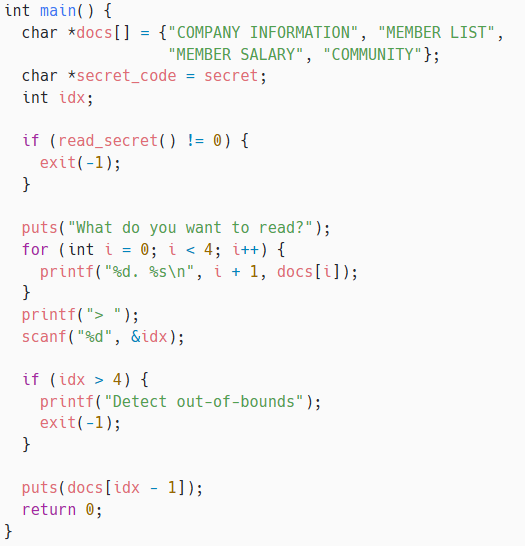 int main() {
  char *docs[] = {"COMPANY INFORMATION", "MEMBER LIST",
                  "MEMBER SALARY", "COMMUNITY"};
  char *secret_code = secret;
  int idx;

  if (read_secret() != 0) {
    exit(-1);
  }

  puts("What do you want to read?");
  for (int i = 0; i < 4; i++) {
    printf("%d. %s\n", i + 1, docs[i]);
  }
  printf("> ");
  scanf("%d", &idx);

  if (idx > 4) {
    printf("Detect out-of-bounds");
    exit(-1);
  }

  puts(docs[idx - 1]);
  return 0;
}